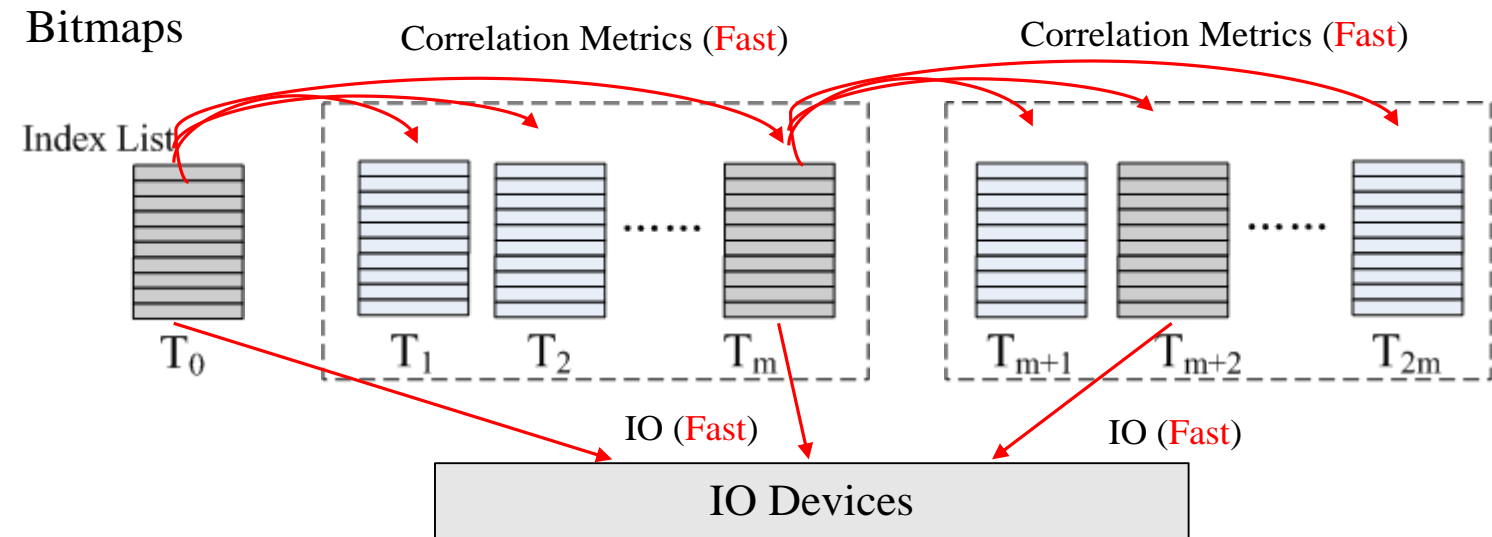 Bitmaps
Correlation Metrics (Fast)
Correlation Metrics (Fast)
Index List
......
......
T₀
T₁
T₂
Tₘ
Tₘ₊₁
Tₘ₊₂
T₂ₘ
IO (Fast)
IO (Fast)
IO Devices